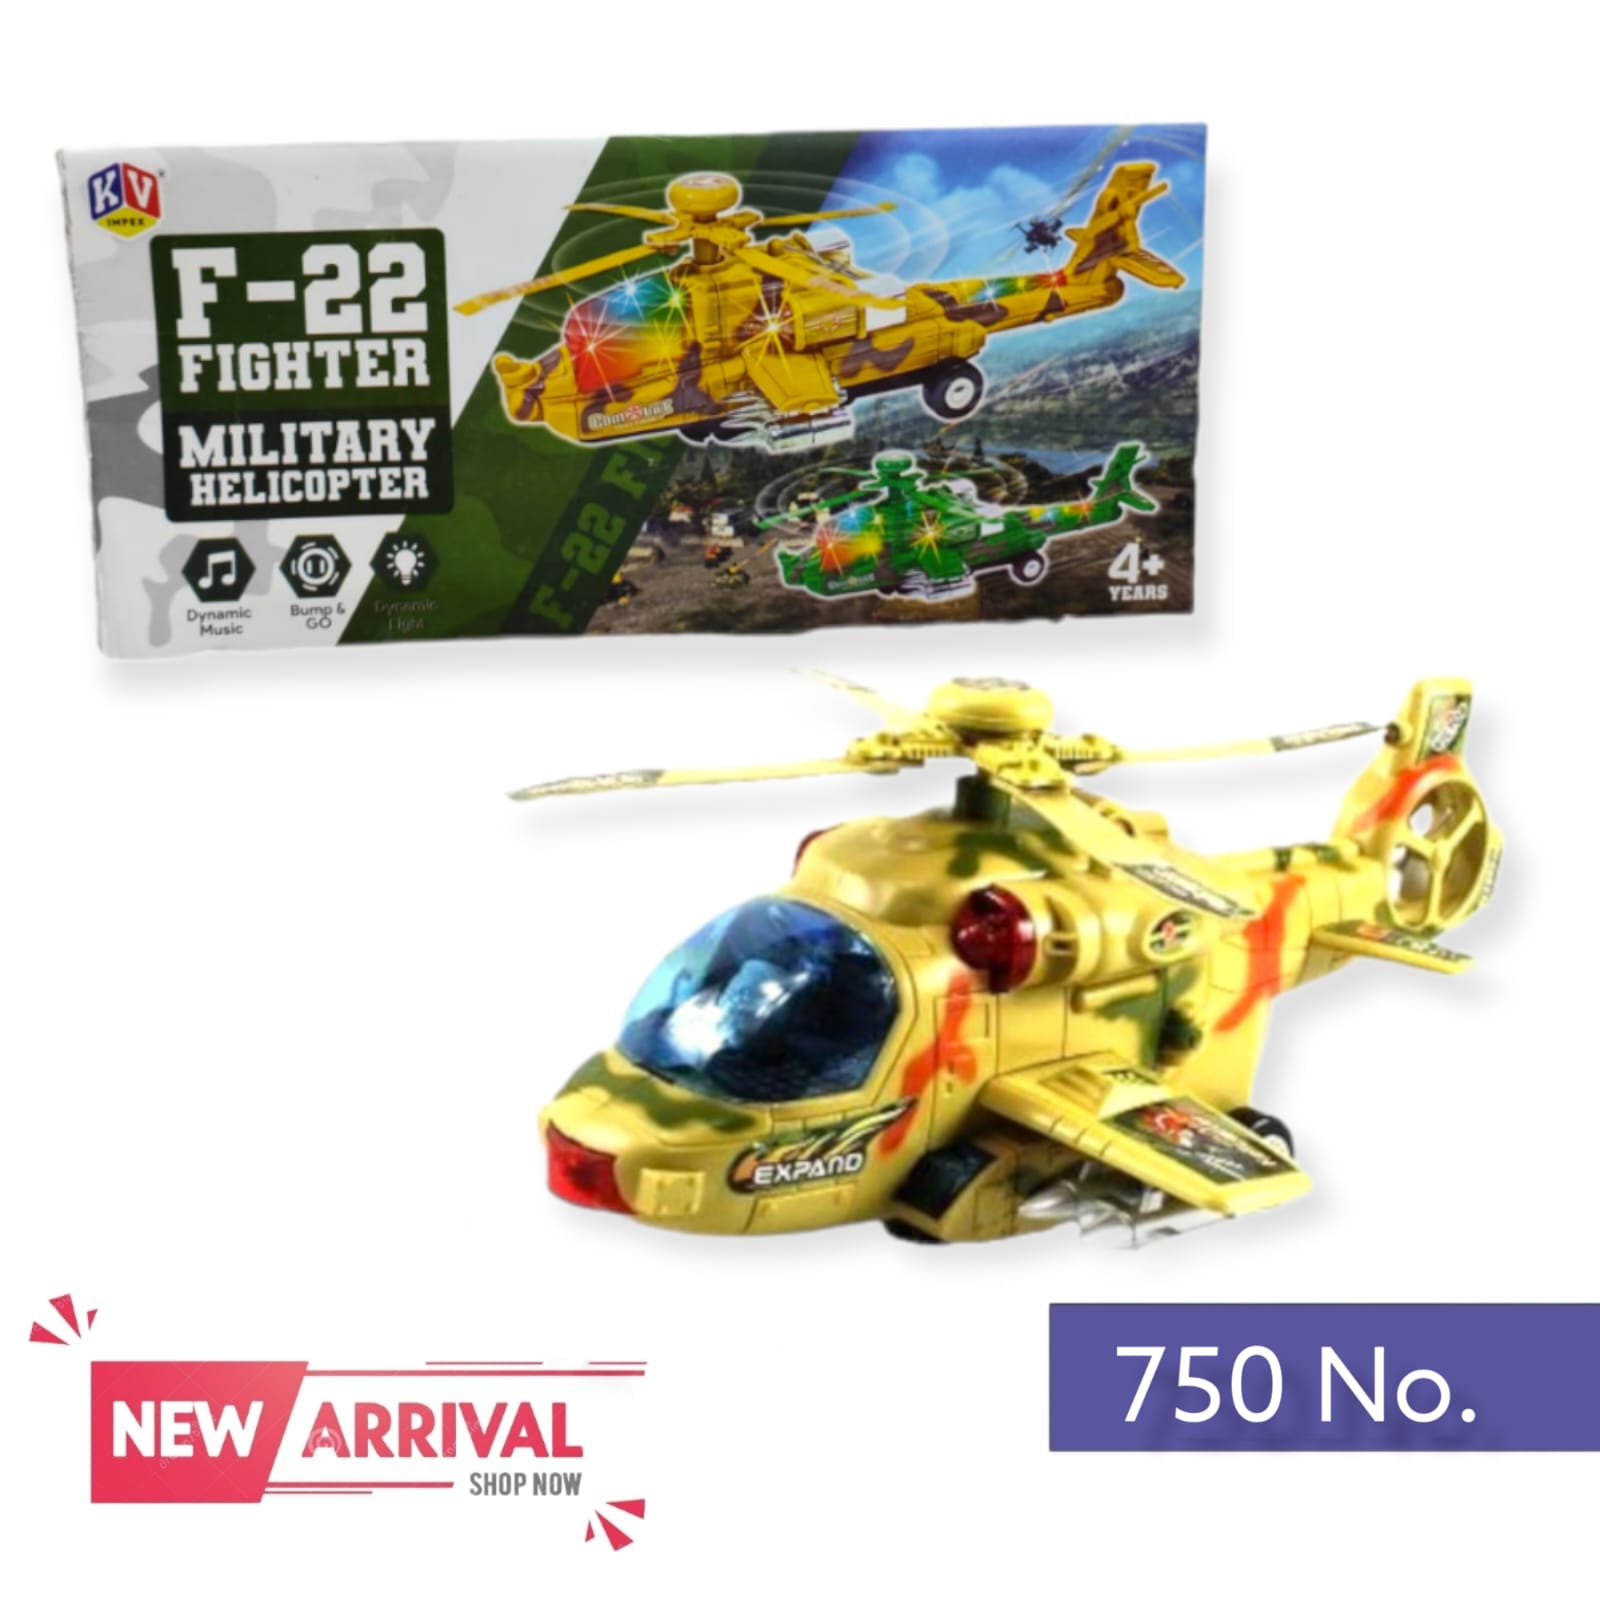 KV
IMPEX
F-22
FIGHTER
MILITARY
HELICOPTER
Dynamic
Music
Bump &
GO
Dynamic
Light
F-22 FI
4+
YEARS
EXPAND
NEW ARRIVAL
SHOP NOW
750 No.